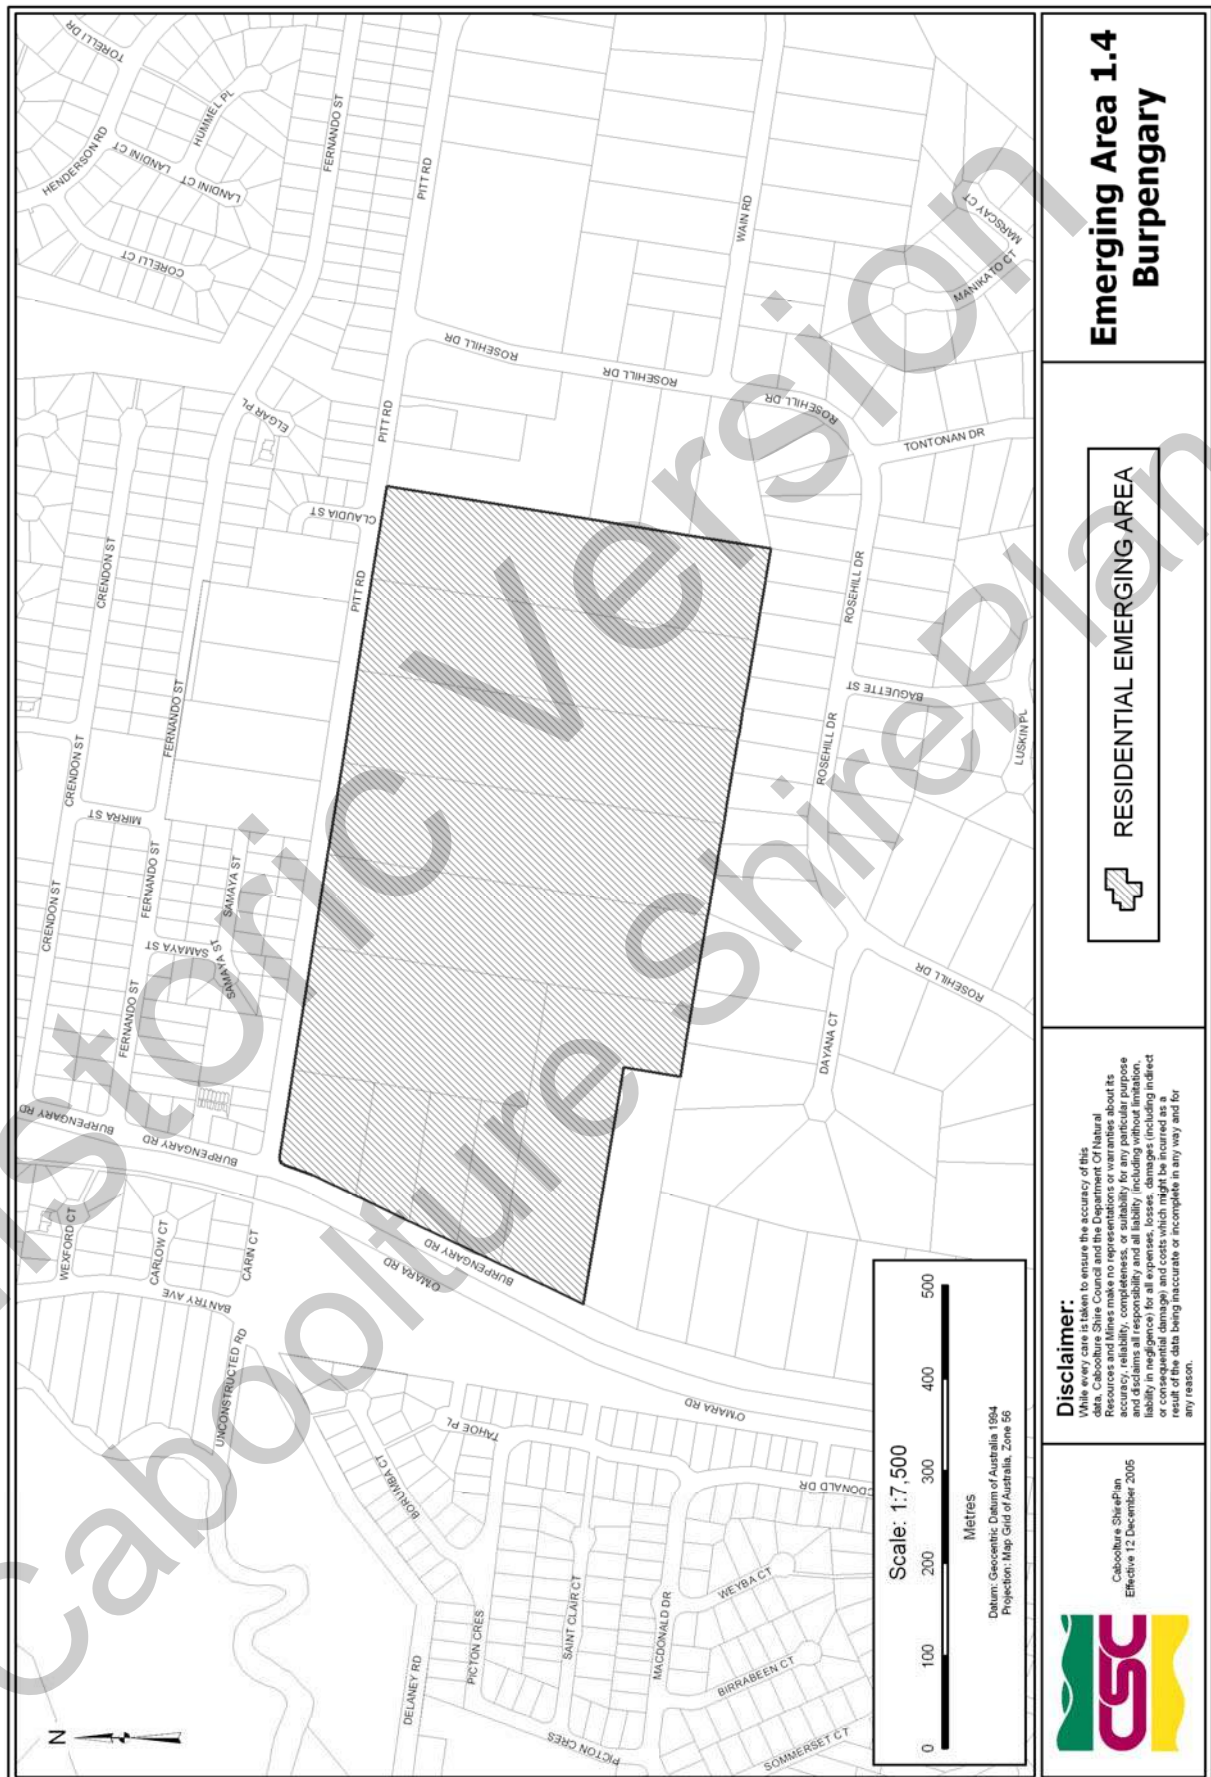 Emerging Area 1.4
Burpengary
RESIDENTIAL EMERGING AREA
Disclaimer:
While every care is taken to ensure the accuracy of this
data, Caboolture Shire Council and the Department Of Natural
Resources and Mines make no representations or warranties about its
accuracy, reliability, completeness, or suitability for any particular purpose
and disclaims all responsibility and all liability (including without limitation,
liability in negligence) for all expenses, losses, damages (including indirect
or consequential damage) and costs which might be incurred as a
result of the data being inaccurate or incomplete in any way and for
any reason.
CSC
Caboolture ShirePlan
Effective 12 December 2005
Scale: 1:7,500
0 100 200 300 400 500
Metres
Datum: Geocentric Datum of Australia 1994
Projection: Map Grid of Australia, Zone 56
N
TORELLI DR
HENDERSON RD
HUMMEL PL
LANDINI CT
LANDINI CT
CORELLI CT
FERNANDO ST
PITT RD
WAIN RD
MARSCAY CT
MANIKATO CT
ROSEHILL DR
ROSEHILL DR
ROSEHILL DR
TONTONAN DR
ELGAR PL
PITT RD
CLAUDIA ST
CRENDON ST
PITT RD
FERNANDO ST
ROSEHILL DR
BAGUETTE ST
ROSEHILL DR
LUSKIN PL
CRENDON ST
MIRRA ST
CRENDON ST
FERNANDO ST
SAMAYA ST
SAMAYA ST
SAMAYA ST
FERNANDO ST
ROSEHILL DR
DAYANA CT
BURPENGARY RD
BURPENGARY RD
BURPENGARY RD
BURPENGARY RD
O'MARA RD
WEXFORD CT
CARLOW CT
CARIN CT
BANTRY AVE
UNCONSTRUCTED RD
O'MARA RD
TAHOE PL
BORUMBA CT
DONALD DR
PICTON CRES
SAINT CLAIR CT
MACDONALD DR
WEYBA CT
BIRRABEEN CT
DELANEY RD
PICTON CRES
SOMMERSET CT
Historic Version
Caboolture ShirePlan